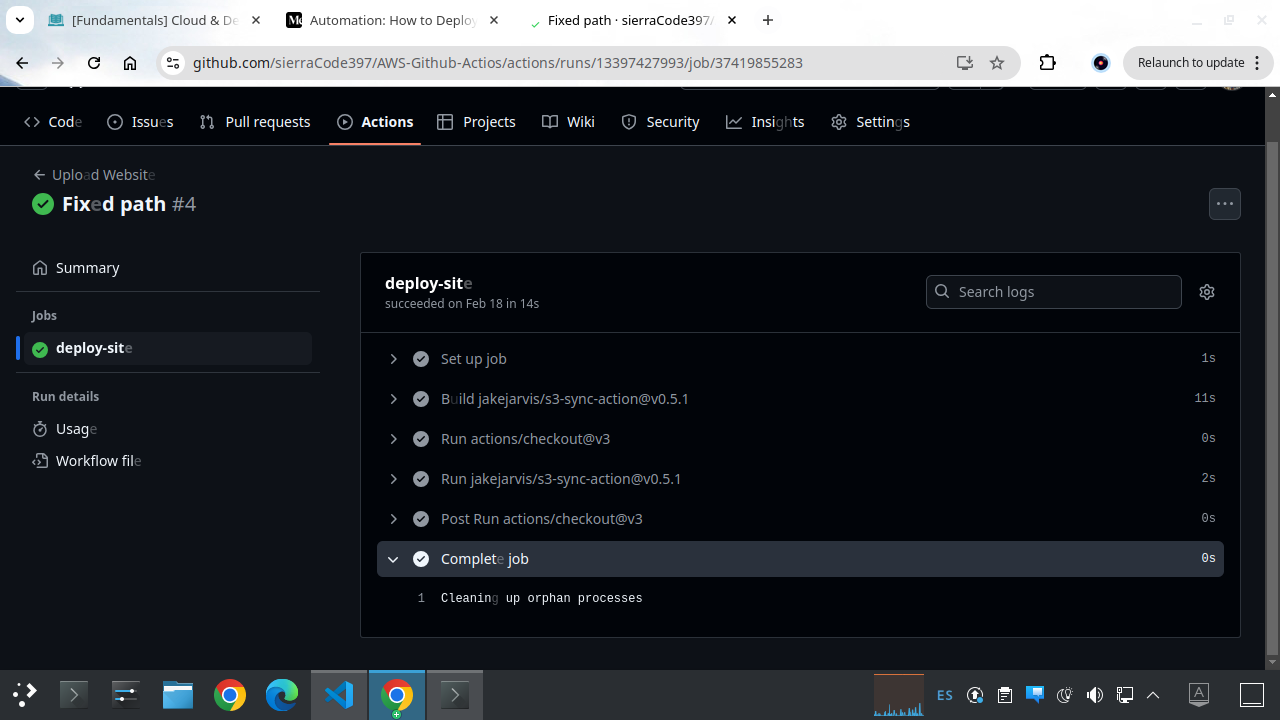 [Fundamentals] Cloud & De
Automation: How to Deploy
Fixed path · sierraCode397/
github.com/sierraCode397/AWS-Github-Actios/actions/runs/13397427993/job/37419855283
Relaunch to update
Code
Issues
Pull requests
Actions
Projects
Wiki
Security
Insights
Settings
Upload Website
Fixed path #4
Summary
Jobs
deploy-site
Run details
Usage
Workflow file
deploy-site
succeeded on Feb 18 in 14s
Search logs
Set up job 1s
Build jakejarvis/s3-sync-action@v0.5.1 11s
Run actions/checkout@v3 0s
Run jakejarvis/s3-sync-action@v0.5.1 2s
Post Run actions/checkout@v3 0s
Complete job 0s
1 Cleaning up orphan processes
ES